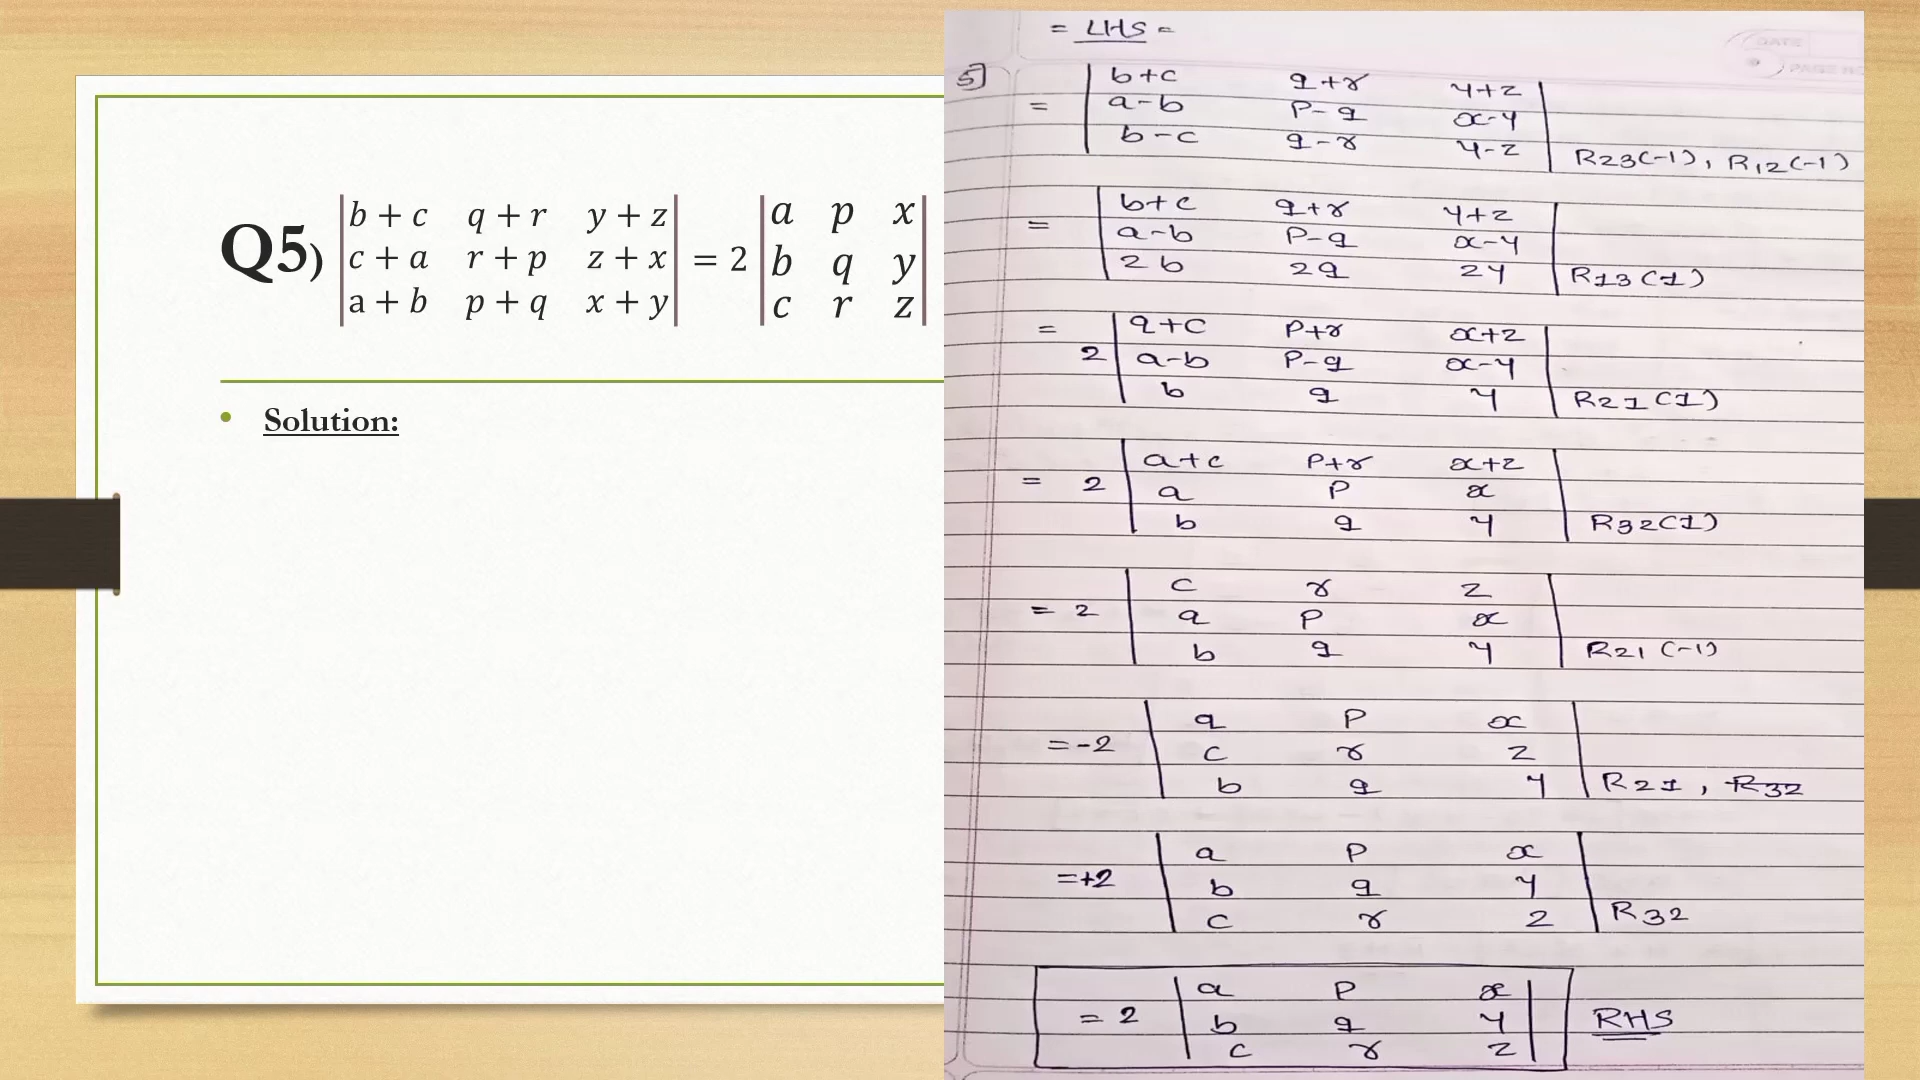 Q5) | b + c q + r y + z | = 2 | a p x |
| c + a r + p z + x | | b q y |
| a + b p + q x + y | | c r z |
• Solution:
= LHS =
5]
= | b+c q+r y+z |
| a-b p-q x-y |
| b-c q-r y-z | R23(-1), R12(-1)
= | b+c q+r y+z |
| a-b p-q x-y |
| 2b 2q 2y | R13(1)
= 2 | a+c p+r x+z |
| a-b p-q x-y |
| b q y | R21(1)
= 2 | a+c p+r x+z |
| a p x |
| b q y | R32(1)
= 2 | c r z |
| a p x |
| b q y | R21(-1)
= -2 | a p x |
| c r z |
| b q y | R21, R32
= +2 | a p x |
| b q y |
| c r z | R32
= 2 | a p x |
| b q y | RHS
| c r z |